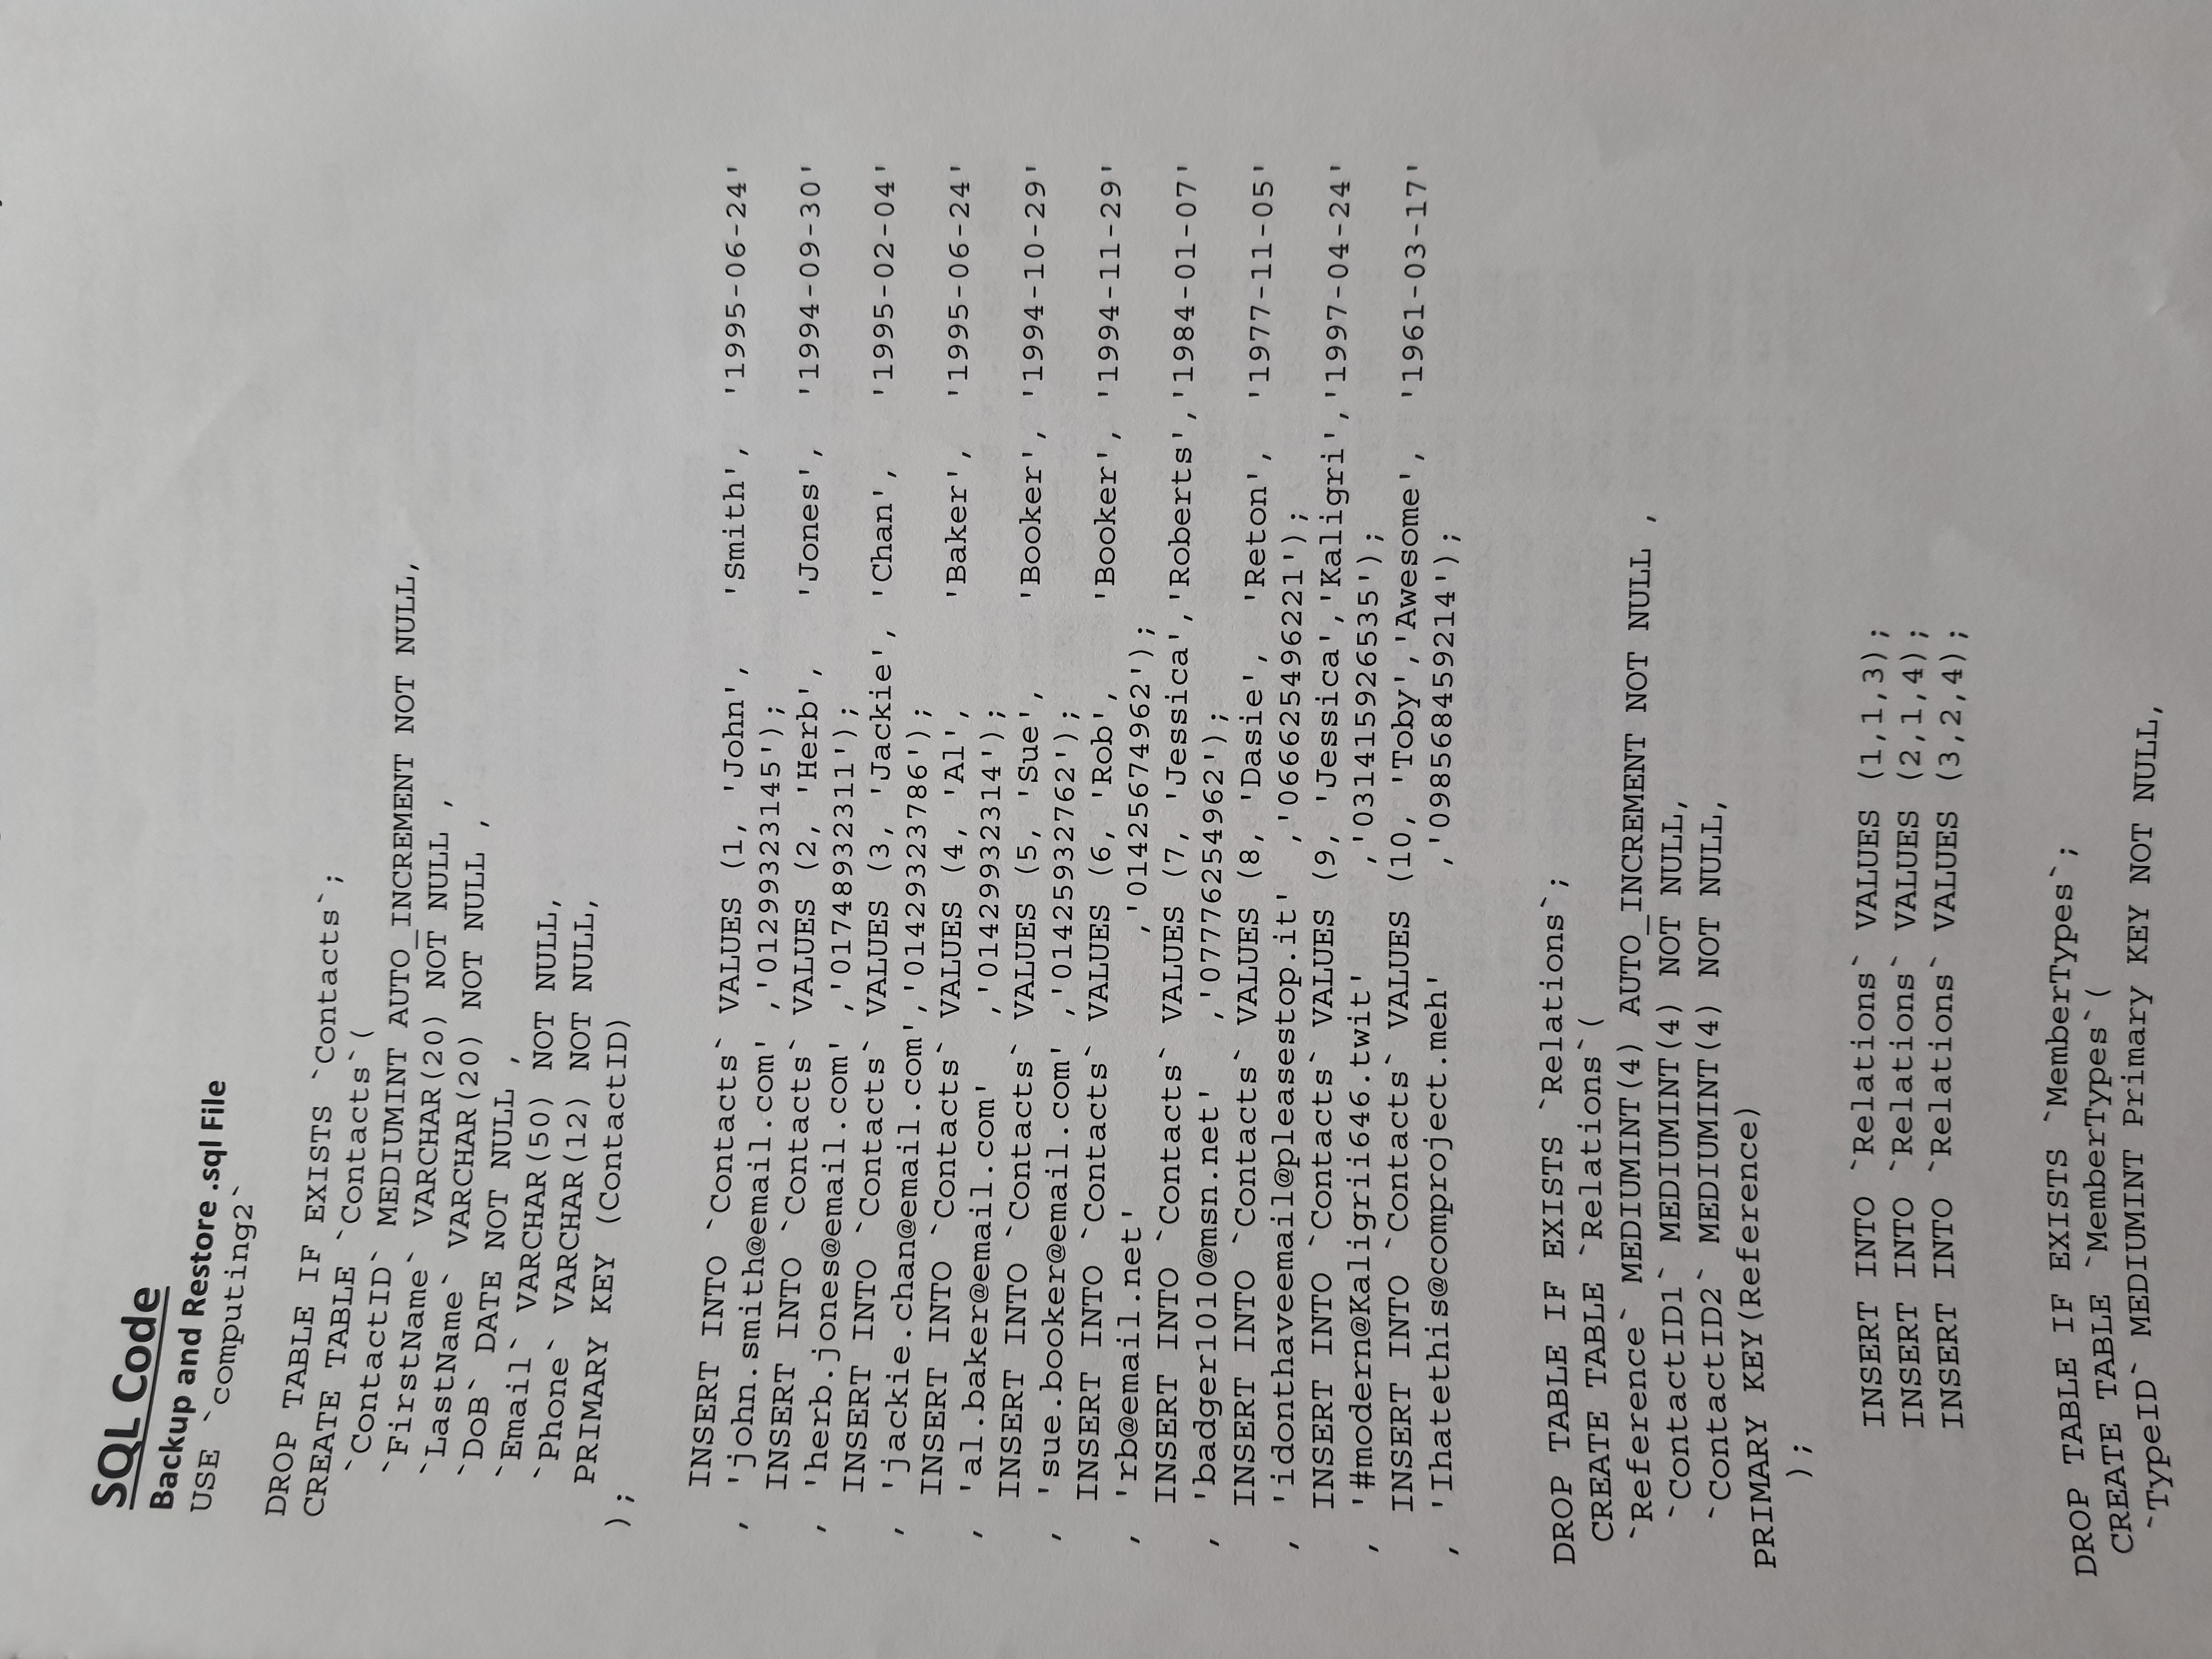 SQL Code
Backup and Restore .sql File
USE `computing2`
DROP TABLE IF EXISTS `Contacts`;
CREATE TABLE `Contacts`(
`ContactID` MEDIUMINT AUTO_INCREMENT NOT NULL,
`FirstName` VARCHAR(20) NOT NULL ,
`LastName` VARCHAR(20) NOT NULL ,
`DoB` DATE NOT NULL ,
`Email` VARCHAR(50) NOT NULL,
`Phone` VARCHAR(12) NOT NULL,
PRIMARY KEY (ContactID)
);
INSERT INTO `Contacts` VALUES (1, 'John', 'Smith', '1995-06-24'
, 'john.smith@email.com' ,'01299323145');
INSERT INTO `Contacts` VALUES (2, 'Herb', 'Jones', '1994-09-30'
, 'herb.jones@email.com' ,'01748932311');
INSERT INTO `Contacts` VALUES (3, 'Jackie', 'Chan', '1995-02-04'
, 'jackie.chan@email.com','01429323786');
INSERT INTO `Contacts` VALUES (4, 'Al', 'Baker', '1995-06-24'
, 'al.baker@email.com' ,'01429932314');
INSERT INTO `Contacts` VALUES (5, 'Sue', 'Booker', '1994-10-29'
, 'sue.booker@email.com' ,'01425932762');
INSERT INTO `Contacts` VALUES (6, 'Rob', 'Booker', '1994-11-29'
, 'rb@email.net' ,'01425674962');
INSERT INTO `Contacts` VALUES (7, 'Jessica','Roberts','1984-01-07'
, 'badger1010@msn.net' ,'07776254962');
INSERT INTO `Contacts` VALUES (8, 'Dasie', 'Reton', '1977-11-05'
, 'idonthaveemail@pleasestop.it' ,'066625496221');
INSERT INTO `Contacts` VALUES (9, 'Jessica','Kaligri','1997-04-24'
, '#modern@Kaligrii646.twit' ,'031415926535');
INSERT INTO `Contacts` VALUES (10, 'Toby','Awesome', '1961-03-17'
, 'Ihatethis@comproject.meh' ,'098568459214');
DROP TABLE IF EXISTS `Relations`;
CREATE TABLE `Relations`(
`Reference` MEDIUMINT(4) AUTO_INCREMENT NOT NULL ,
`ContactID1` MEDIUMINT(4) NOT NULL,
`ContactID2` MEDIUMINT(4) NOT NULL,
PRIMARY KEY(Reference)
);
INSERT INTO `Relations` VALUES (1,1,3);
INSERT INTO `Relations` VALUES (2,1,4);
INSERT INTO `Relations` VALUES (3,2,4);
DROP TABLE IF EXISTS `MemberTypes`;
CREATE TABLE `MemberTypes`(
`TypeID` MEDIUMINT Primary KEY NOT NULL,